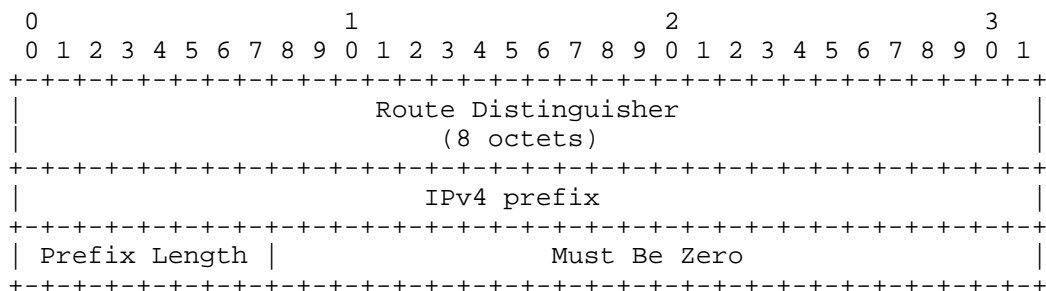 0                   1                   2                   3
 0 1 2 3 4 5 6 7 8 9 0 1 2 3 4 5 6 7 8 9 0 1 2 3 4 5 6 7 8 9 0 1
+-+-+-+-+-+-+-+-+-+-+-+-+-+-+-+-+-+-+-+-+-+-+-+-+-+-+-+-+-+-+-+-+
|                      Route Distinguisher                      |
|                          (8 octets)                           |
+-+-+-+-+-+-+-+-+-+-+-+-+-+-+-+-+-+-+-+-+-+-+-+-+-+-+-+-+-+-+-+-+
|                         IPv4 prefix                           |
+-+-+-+-+-+-+-+-+-+-+-+-+-+-+-+-+-+-+-+-+-+-+-+-+-+-+-+-+-+-+-+-+
| Prefix Length |                 Must Be Zero                  |
+-+-+-+-+-+-+-+-+-+-+-+-+-+-+-+-+-+-+-+-+-+-+-+-+-+-+-+-+-+-+-+-+